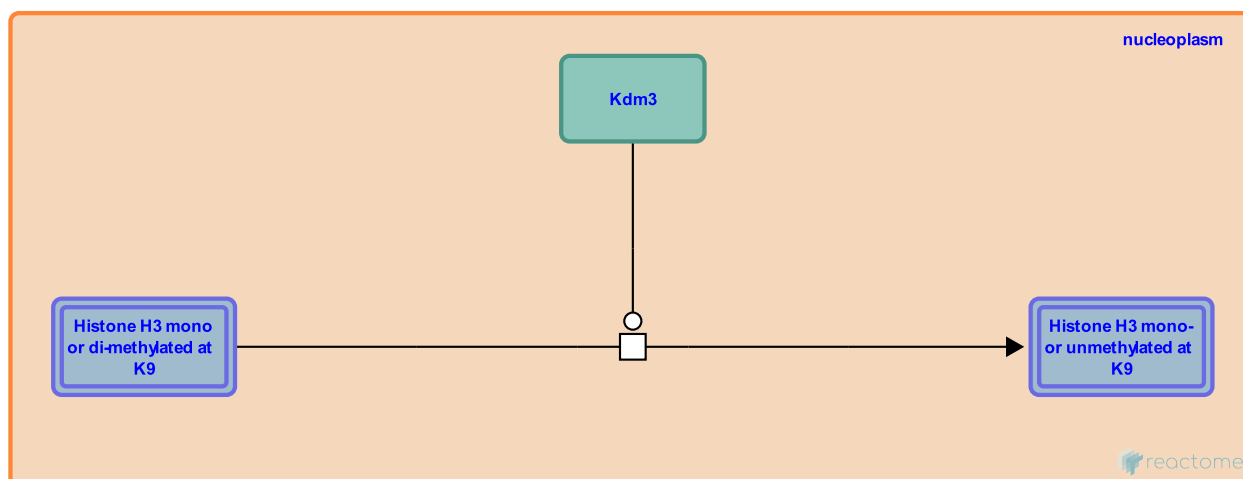 nucleoplasm
Kdm3
Histone H3 mono
or di-methylated at
K9
Histone H3 mono-
or unmethylated at
K9
reactome